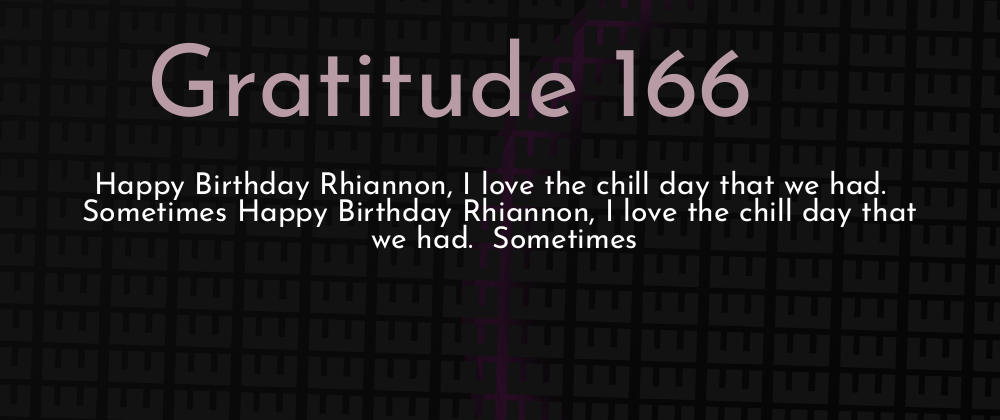 Gratitude 166
Happy Birthday Rhiannon, I love the chill day that we had.
Sometimes Happy Birthday Rhiannon, I love the chill day that
we had.  Sometimes